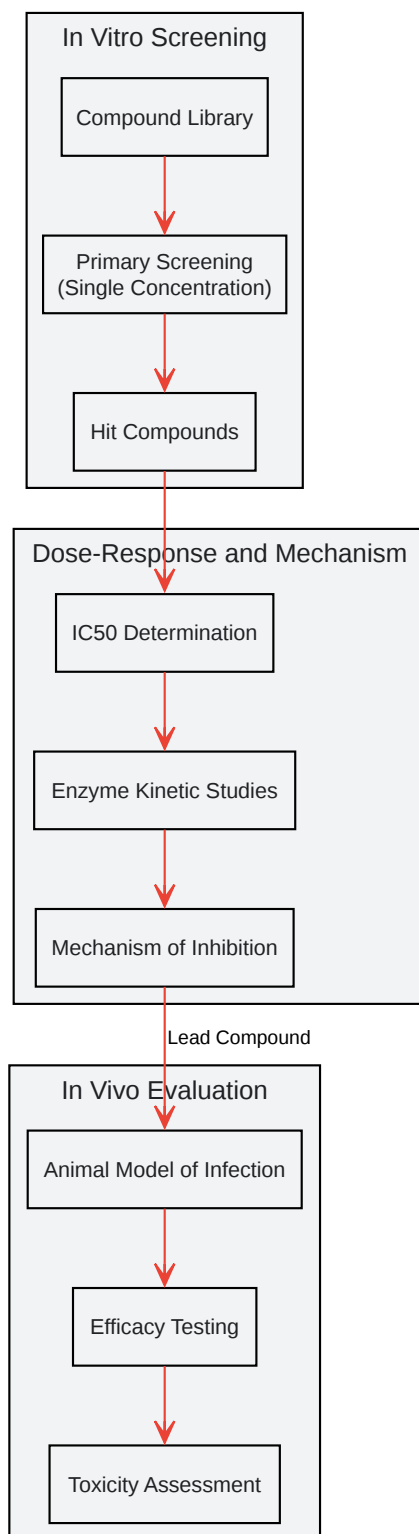 In Vitro Screening
Compound Library
Primary Screening
(Single Concentration)
Hit Compounds
Dose-Response and Mechanism
IC50 Determination
Enzyme Kinetic Studies
Mechanism of Inhibition
Lead Compound
In Vivo Evaluation
Animal Model of Infection
Efficacy Testing
Toxicity Assessment